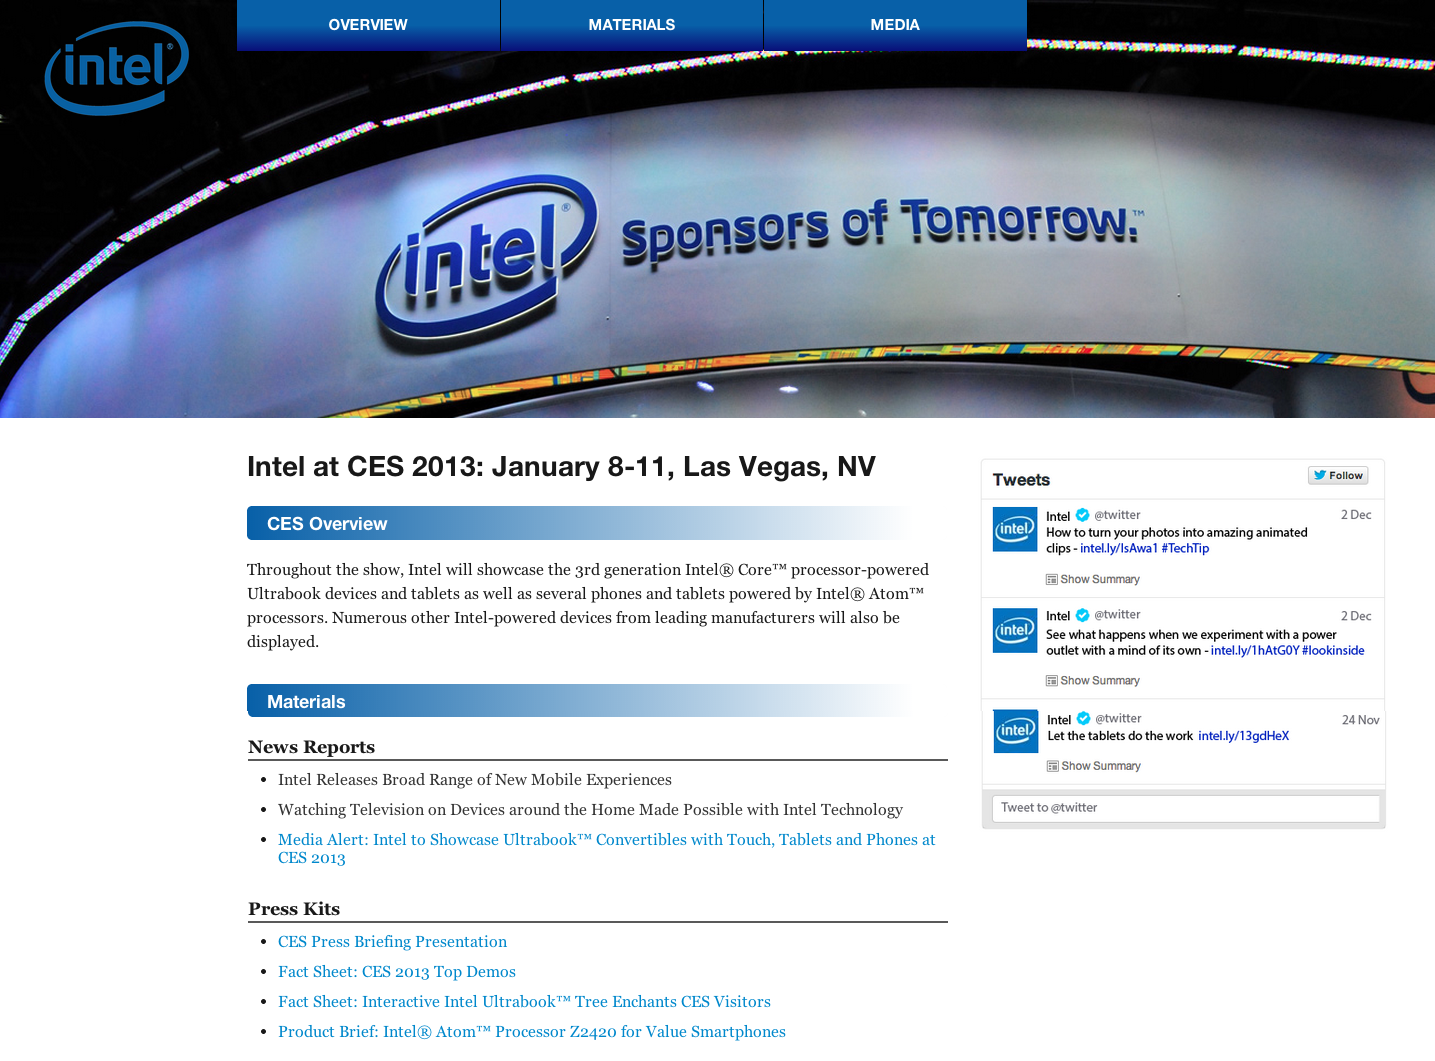 intel®
OVERVIEW
MATERIALS
MEDIA
intel® Sponsors of Tomorrow.™
Intel at CES 2013: January 8-11, Las Vegas, NV
CES Overview
Throughout the show, Intel will showcase the 3rd generation Intel® Core™ processor-powered
Ultrabook devices and tablets as well as several phones and tablets powered by Intel® Atom™
processors. Numerous other Intel-powered devices from leading manufacturers will also be
displayed.
Materials
News Reports
• Intel Releases Broad Range of New Mobile Experiences
• Watching Television on Devices around the Home Made Possible with Intel Technology
• Media Alert: Intel to Showcase Ultrabook™ Convertibles with Touch, Tablets and Phones at
CES 2013
Press Kits
• CES Press Briefing Presentation
• Fact Sheet: CES 2013 Top Demos
• Fact Sheet: Interactive Intel Ultrabook™ Tree Enchants CES Visitors
• Product Brief: Intel® Atom™ Processor Z2420 for Value Smartphones
Tweets
Follow
intel
Intel @twitter 2 Dec
How to turn your photos into amazing animated
clips - intel.ly/IsAwa1 #TechTip
Show Summary
intel
Intel @twitter 2 Dec
See what happens when we experiment with a power
outlet with a mind of its own - intel.ly/1hAtG0Y #lookinside
Show Summary
intel
Intel @twitter 24 Nov
Let the tablets do the work intel.ly/13gdHeX
Show Summary
Tweet to @twitter